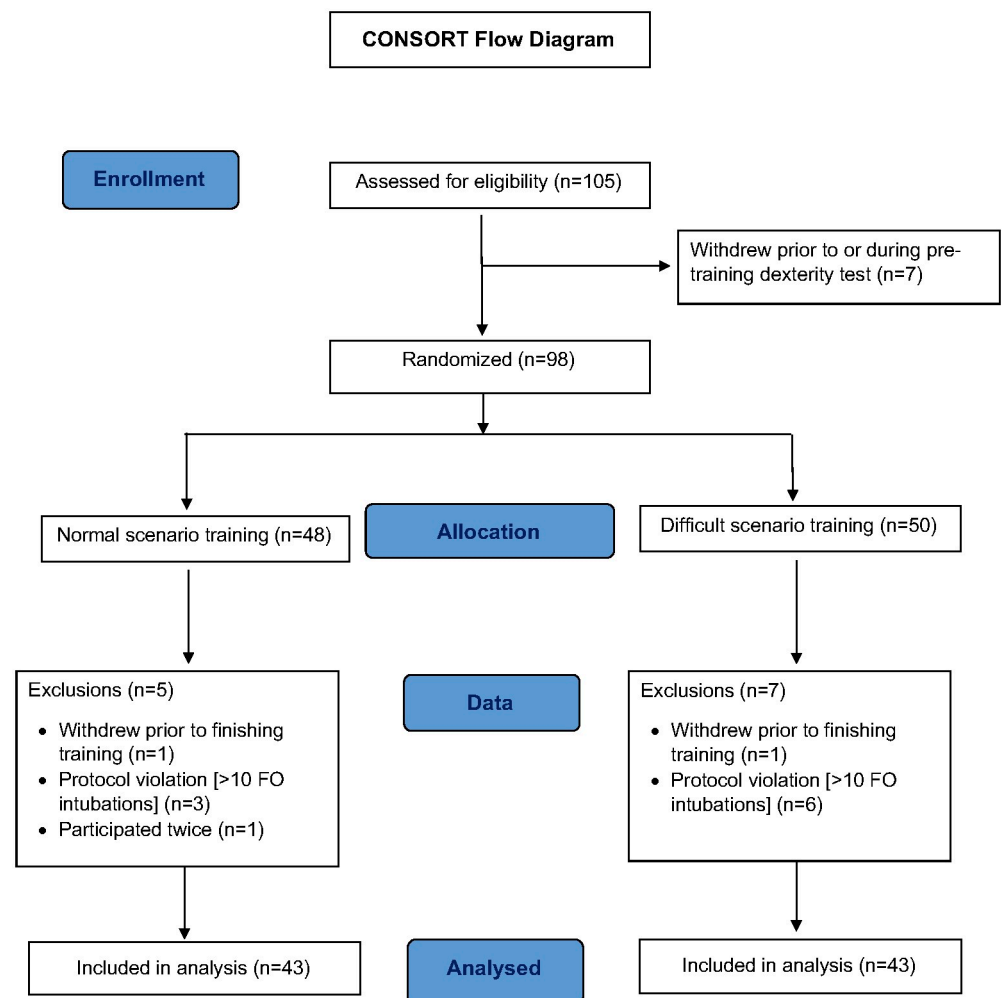 CONSORT Flow Diagram
Enrollment
Assessed for eligibility (n=105)
Withdrew prior to or during pre-
training dexterity test (n=7)
Randomized (n=98)
Normal scenario training (n=48)
Allocation
Difficult scenario training (n=50)
Exclusions (n=5)
• Withdrew prior to finishing
training (n=1)
• Protocol violation [>10 FO
intubations] (n=3)
• Participated twice (n=1)
Data
Exclusions (n=7)
• Withdrew prior to finishing
training (n=1)
• Protocol violation [>10 FO
intubations] (n=6)
Included in analysis (n=43)
Analysed
Included in analysis (n=43)